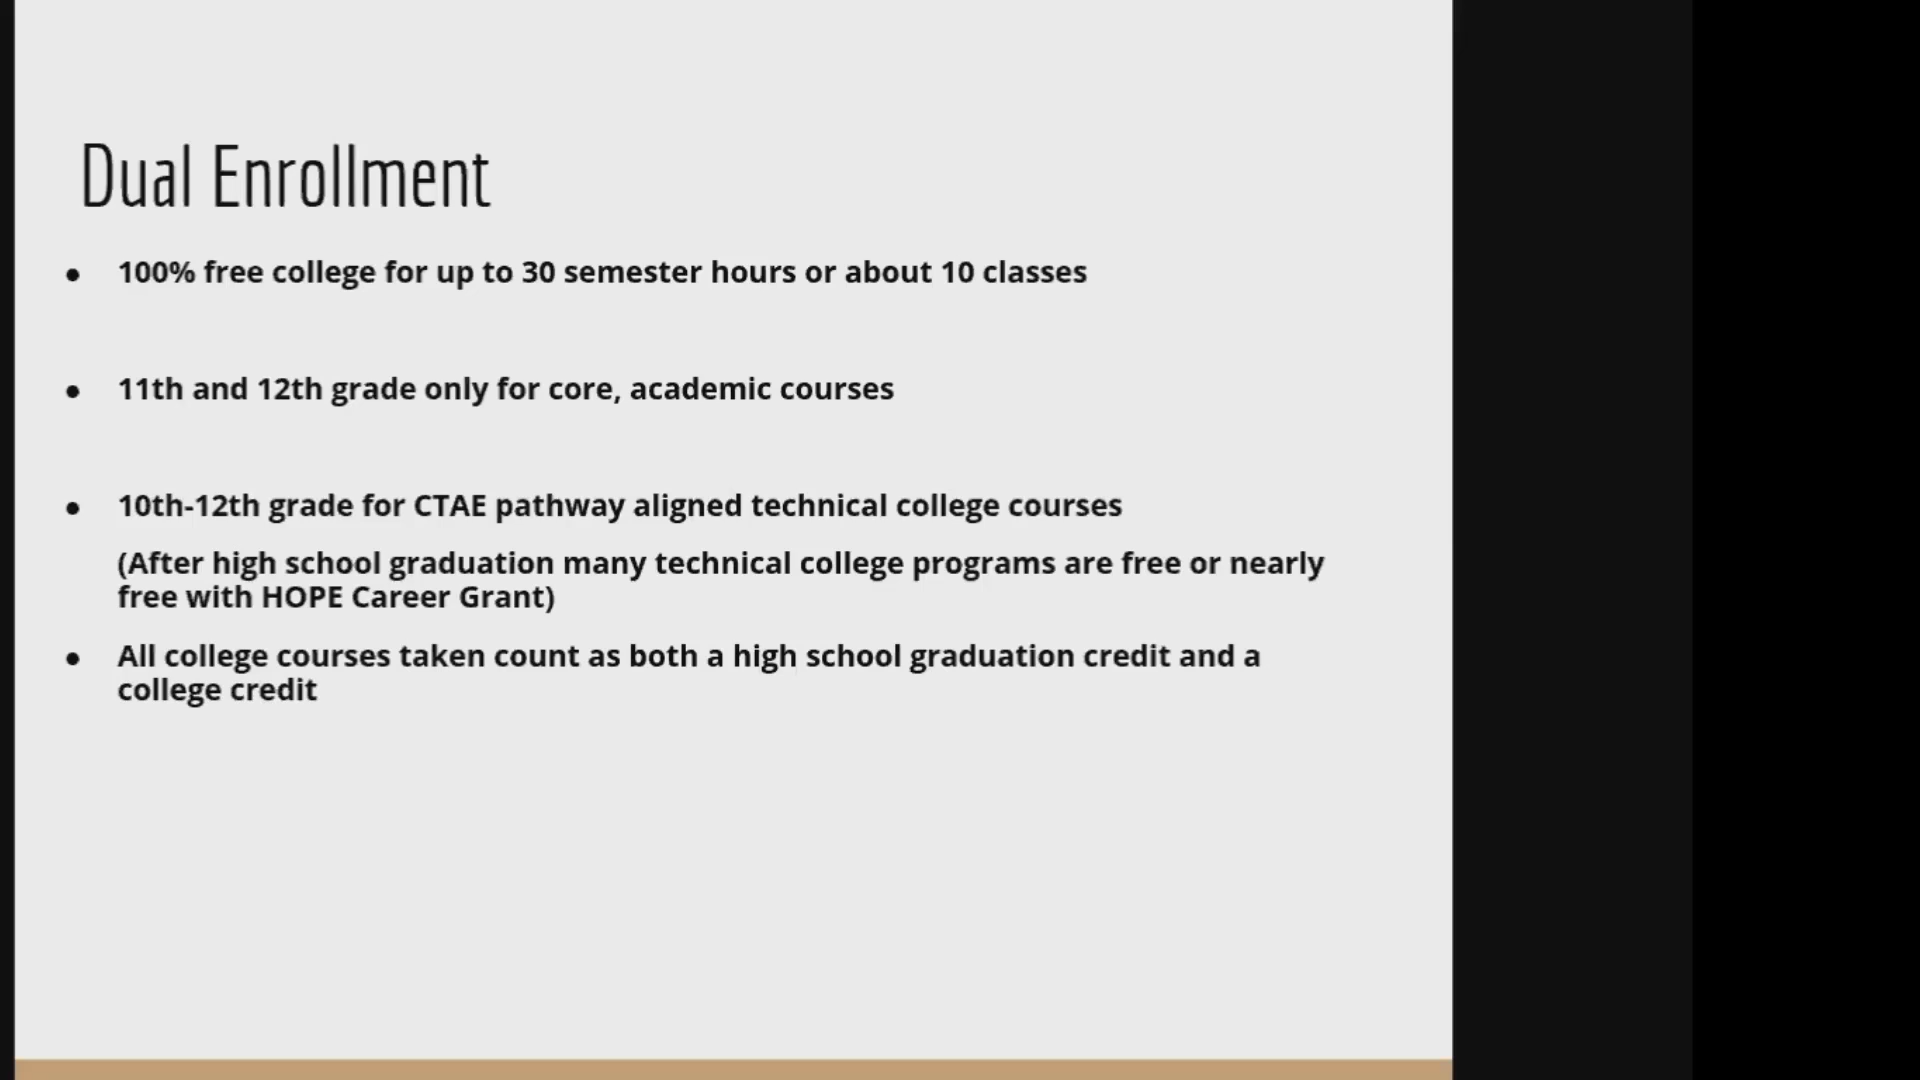 Dual Enrollment
● 100% free college for up to 30 semester hours or about 10 classes
● 11th and 12th grade only for core, academic courses
● 10th-12th grade for CTAE pathway aligned technical college courses
(After high school graduation many technical college programs are free or nearly
free with HOPE Career Grant)
● All college courses taken count as both a high school graduation credit and a
college credit